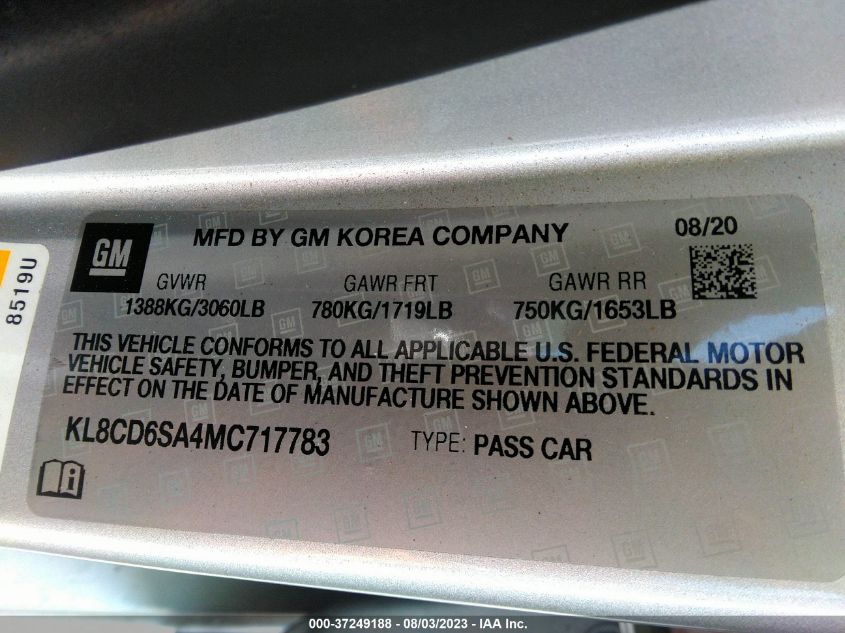 GM
MFD BY GM KOREA COMPANY
08/20
GVWR GAWR FRT GAWR RR
1388KG/3060LB 780KG/1719LB 750KG/1653LB
THIS VEHICLE CONFORMS TO ALL APPLICABLE U.S. FEDERAL MOTOR
VEHICLE SAFETY, BUMPER, AND THEFT PREVENTION STANDARDS IN
EFFECT ON THE DATE OF MANUFACTURE SHOWN ABOVE.
KL8CD6SA4MC717783 TYPE: PASS CAR
8519U
000-37249188 - 08/03/2023 - IAA Inc.